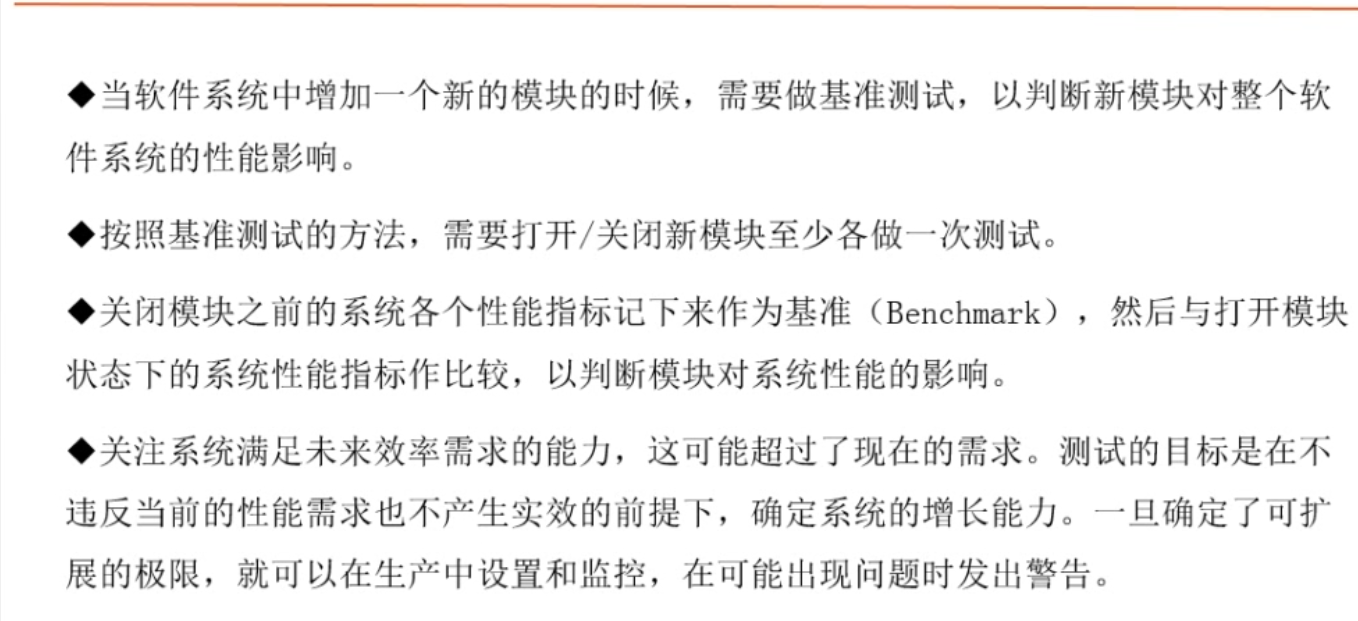 ◆当软件系统中增加一个新的模块的时候，需要做基准测试，以判断新模块对整个软
件系统的性能影响。
◆按照基准测试的方法，需要打开/关闭新模块至少各做一次测试。
◆关闭模块之前的系统各个性能指标记下来作为基准（Benchmark），然后与打开模块
状态下的系统性能指标作比较，以判断模块对系统性能的影响。
◆关注系统满足未来效率需求的能力，这可能超过了现在的需求。测试的目标是在不
违反当前的性能需求也不产生实效的前提下，确定系统的增长能力。一旦确定了可扩
展的极限，就可以在生产中设置和监控，在可能出现问题时发出警告。